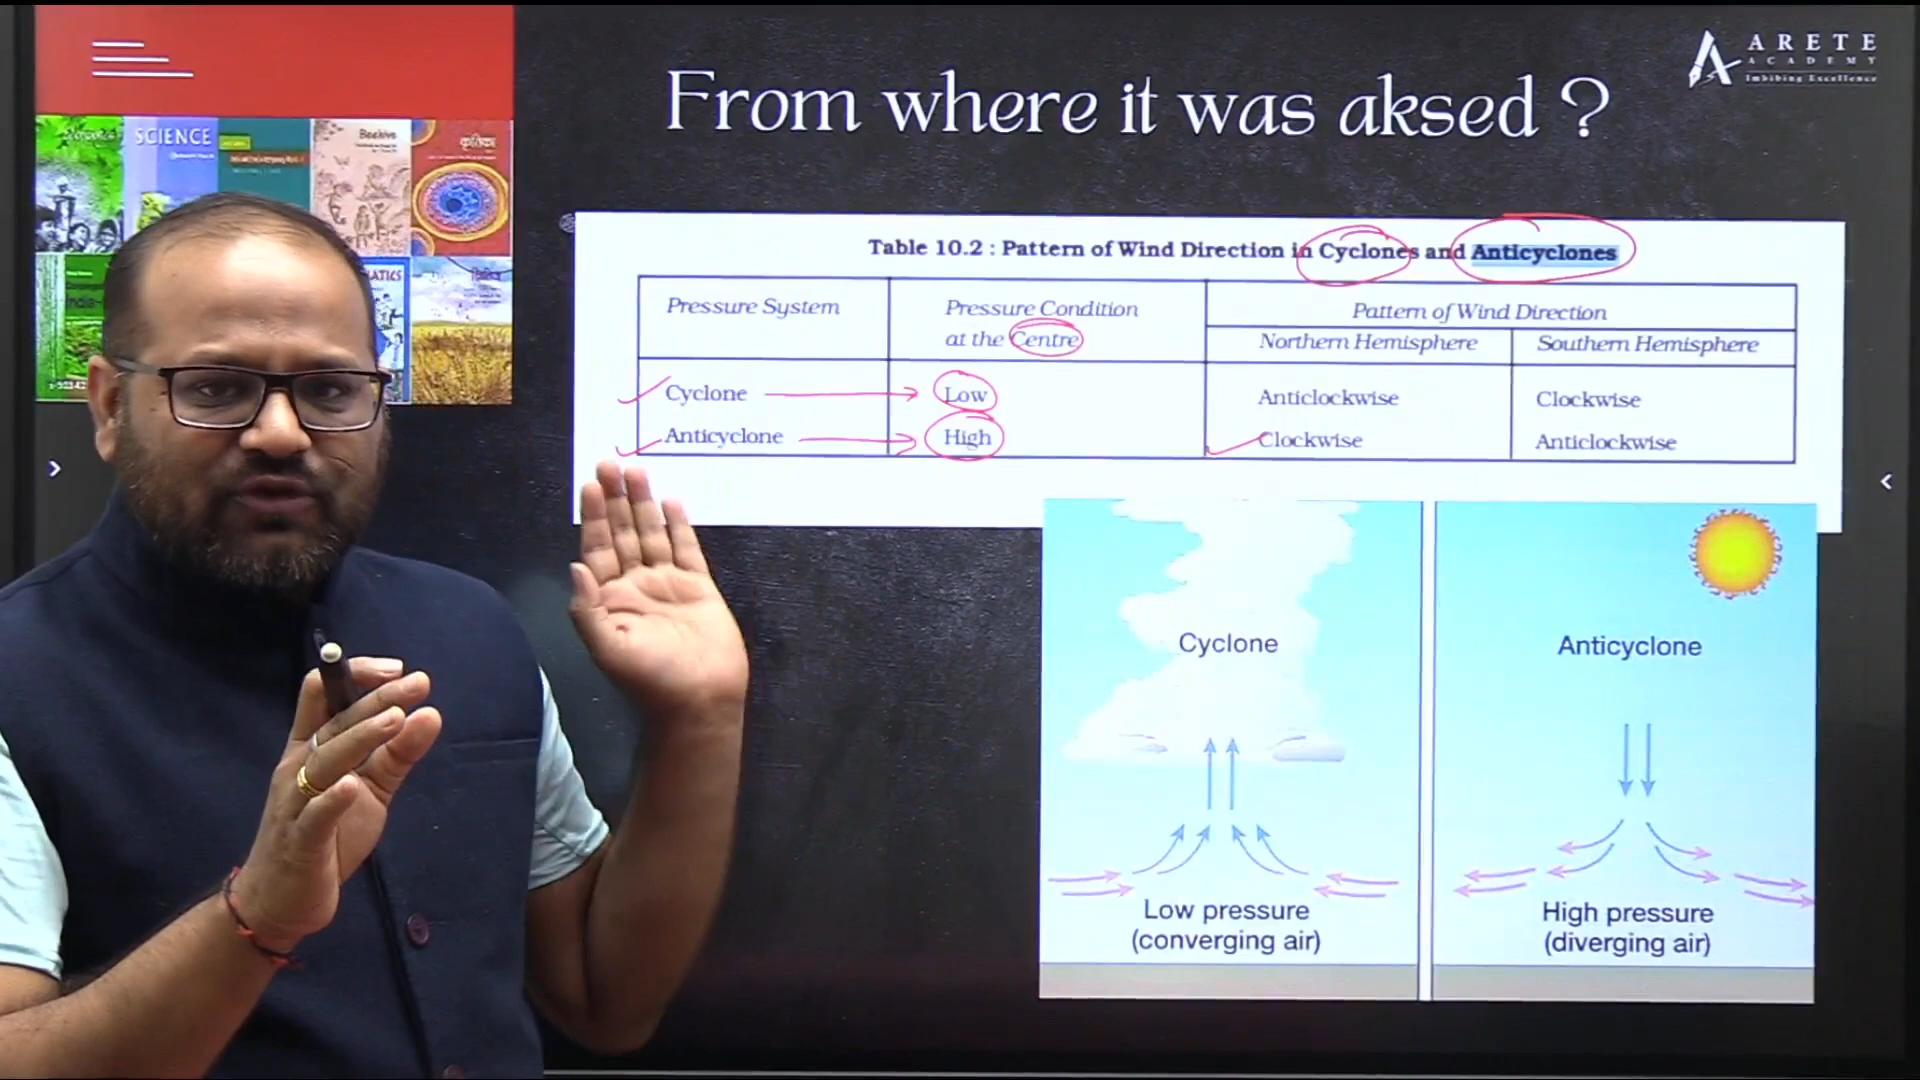 ARETE
ACADEMY
Imbibing Excellence
From where it was aksed ?
SCIENCE
Beehive
कृतिका
ATICS
Table 10.2 : Pattern of Wind Direction in Cyclones and Anticyclones
Pressure System
Pressure Condition
at the Centre
Pattern of Wind Direction
Northern Hemisphere
Southern Hemisphere
Cyclone
Low
Anticlockwise
Clockwise
Anticyclone
High
Clockwise
Anticlockwise
Cyclone
Anticyclone
Low pressure
(converging air)
High pressure
(diverging air)